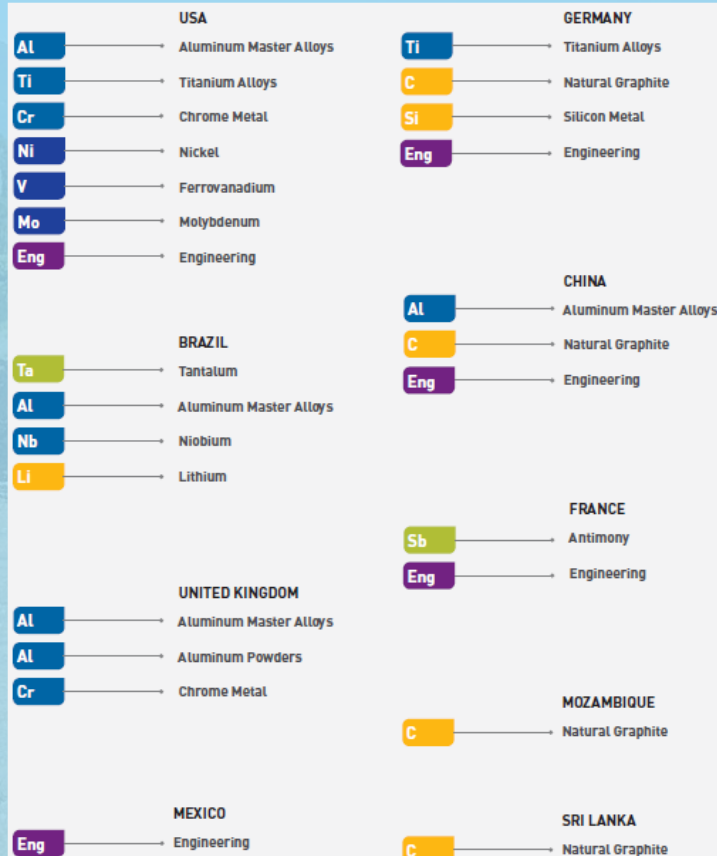 USA
Al Aluminum Master Alloys
Ti Titanium Alloys
Cr Chrome Metal
Ni Nickel
V Ferrovanadium
Mo Molybdenum
Eng Engineering
BRAZIL
Ta Tantalum
Al Aluminum Master Alloys
Nb Niobium
Li Lithium
UNITED KINGDOM
Al Aluminum Master Alloys
Al Aluminum Powders
Cr Chrome Metal
MEXICO
Eng Engineering
GERMANY
Ti Titanium Alloys
C Natural Graphite
Si Silicon Metal
Eng Engineering
CHINA
Al Aluminum Master Alloys
C Natural Graphite
Eng Engineering
FRANCE
Sb Antimony
Eng Engineering
MOZAMBIQUE
C Natural Graphite
SRI LANKA
C Natural Graphite